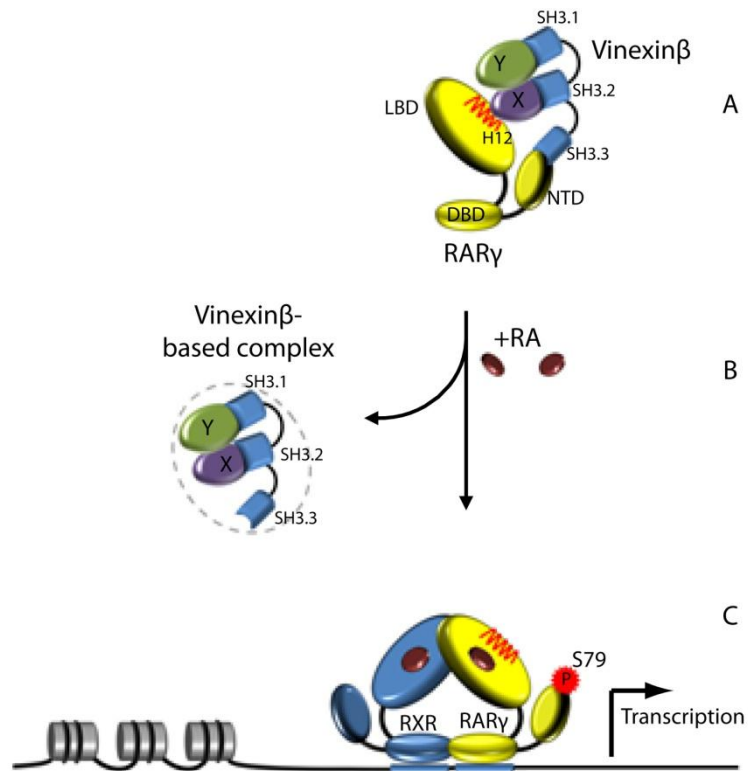 SH3.1
Vinexinβ
Y
X
SH3.2
A
LBD
H12
SH3.3
NTD
DBD
RARγ
Vinexinβ-
based complex
+RA
B
SH3.1
Y
X
SH3.2
SH3.3
C
S79
P
RXR RARγ
Transcription